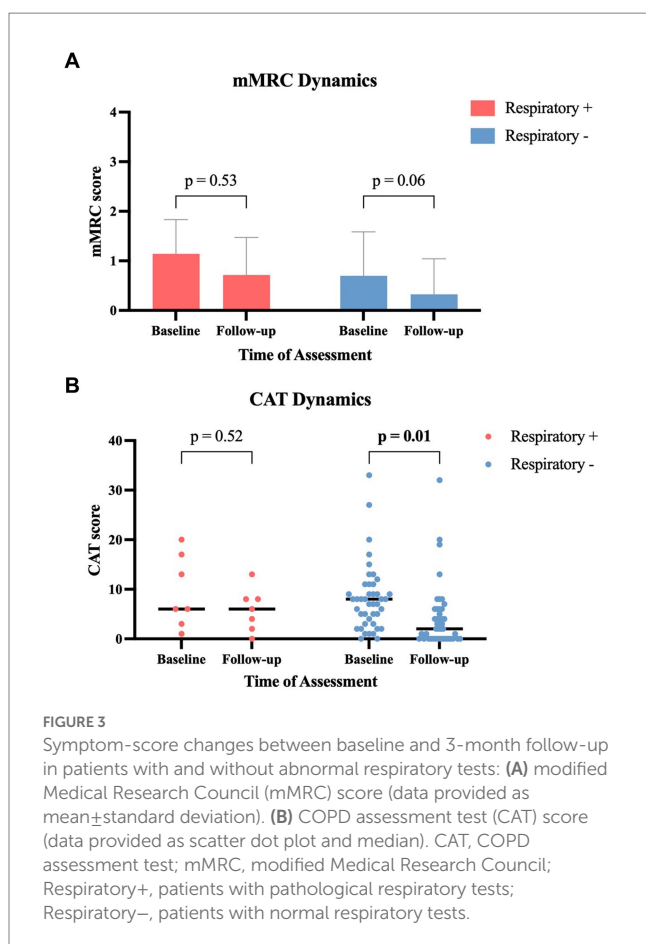 A
mMRC Dynamics
Respiratory +
Respiratory -
4
3
2
1
0
mMRC score
p = 0.53
p = 0.06
Baseline
Follow-up
Baseline
Follow-up
Time of Assessment
B
CAT Dynamics
Respiratory +
Respiratory -
40
30
20
10
0
CAT score
p = 0.52
p = 0.01
Baseline
Follow-up
Baseline
Follow-up
Time of Assessment
FIGURE 3
Symptom-score changes between baseline and 3-month follow-up
in patients with and without abnormal respiratory tests: (A) modified
Medical Research Council (mMRC) score (data provided as
mean±standard deviation). (B) COPD assessment test (CAT) score
(data provided as scatter dot plot and median). CAT, COPD
assessment test; mMRC, modified Medical Research Council;
Respiratory+, patients with pathological respiratory tests;
Respiratory−, patients with normal respiratory tests.